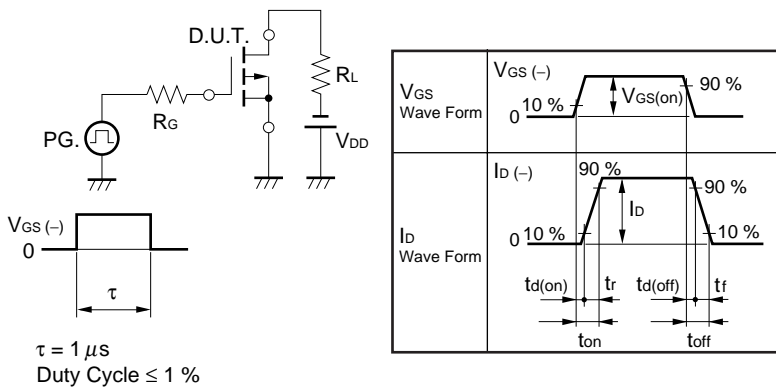 D.U.T.
RL
RG
PG.
VDD
VGS (−)
0
τ
τ = 1 μs
Duty Cycle ≤ 1 %
VGS
Wave Form
VGS (−)
10 %
0
VGS(on)
90 %
ID
Wave Form
ID (−)
90 %
90 %
ID
0 10 %
10 %
td(on) tr td(off) tf
ton toff